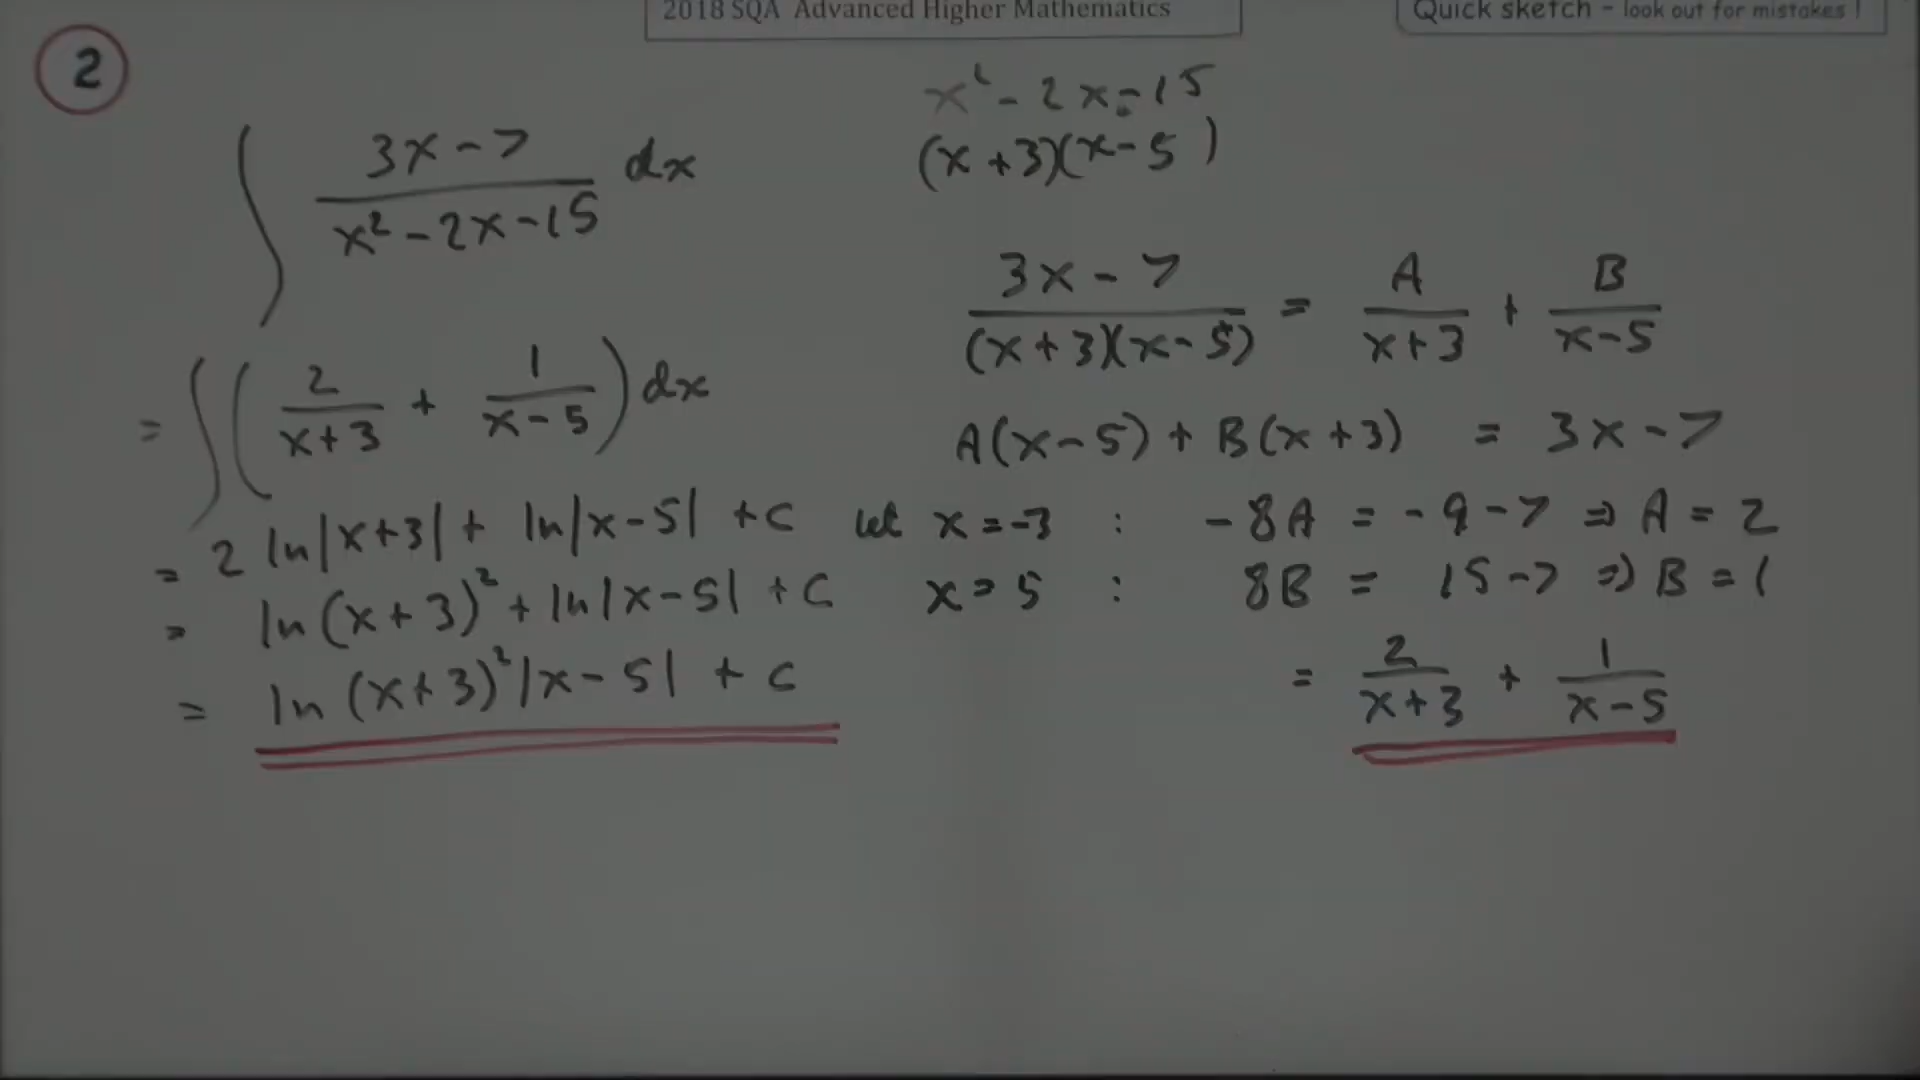 2018 SQA Advanced Higher Mathematics
Quick sketch - look out for mistakes !
2
∫ (3x-7)/(x²-2x-15) dx
= ∫ (2/(x+3) + 1/(x-5)) dx
= 2 ln|x+3| + ln|x-5| + c
= ln(x+3)² + ln|x-5| + c
= ln(x+3)²|x-5| + c
x²-2x-15
(x+3)(x-5)
(3x-7)/((x+3)(x-5)) = A/(x+3) + B/(x-5)
A(x-5) + B(x+3) = 3x-7
let x=-3 : -8A = -9-7 ⇒ A = 2
x=5 : 8B = 15-7 ⇒ B = 1
= 2/(x+3) + 1/(x-5)